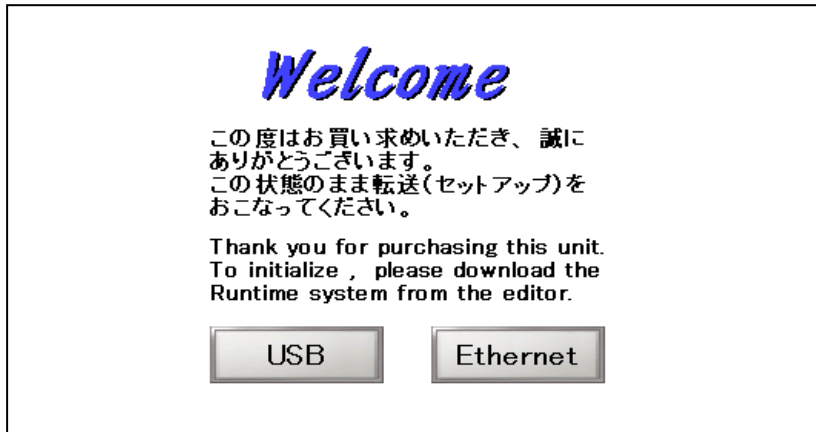 Welcome
この度はお買い求めいただき、誠に
ありがとうございます。
この状態のまま転送(セットアップ)を
おこなってください。
Thank you for purchasing this unit.
To initialize , please download the
Runtime system from the editor.
USB
Ethernet